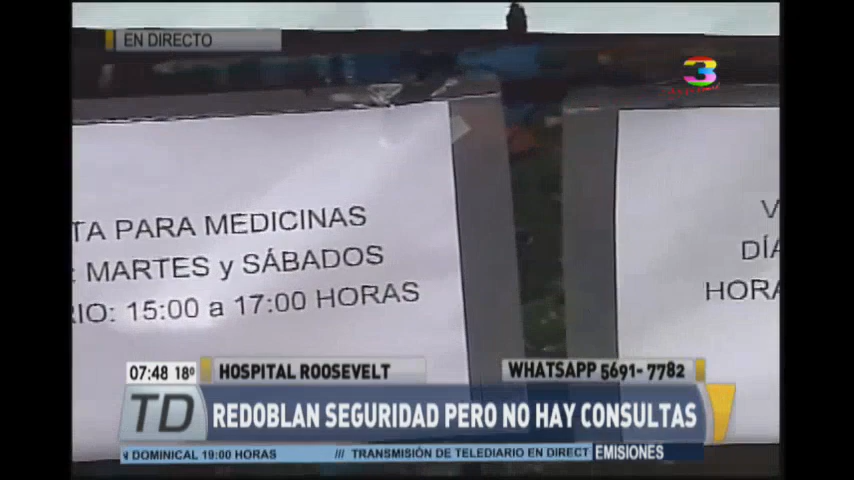 EN DIRECTO
3
TA PARA MEDICINAS
: MARTES y SÁBADOS
RIO: 15:00 a 17:00 HORAS
V
DÍA
HORA
07:48 18º
HOSPITAL ROOSEVELT
WHATSAPP 5691-7782
TD
REDOBLAN SEGURIDAD PERO NO HAY CONSULTAS
N DOMINICAL 19:00 HORAS /// TRANSMISIÓN DE TELEDIARIO EN DIRECT
EMISIONES